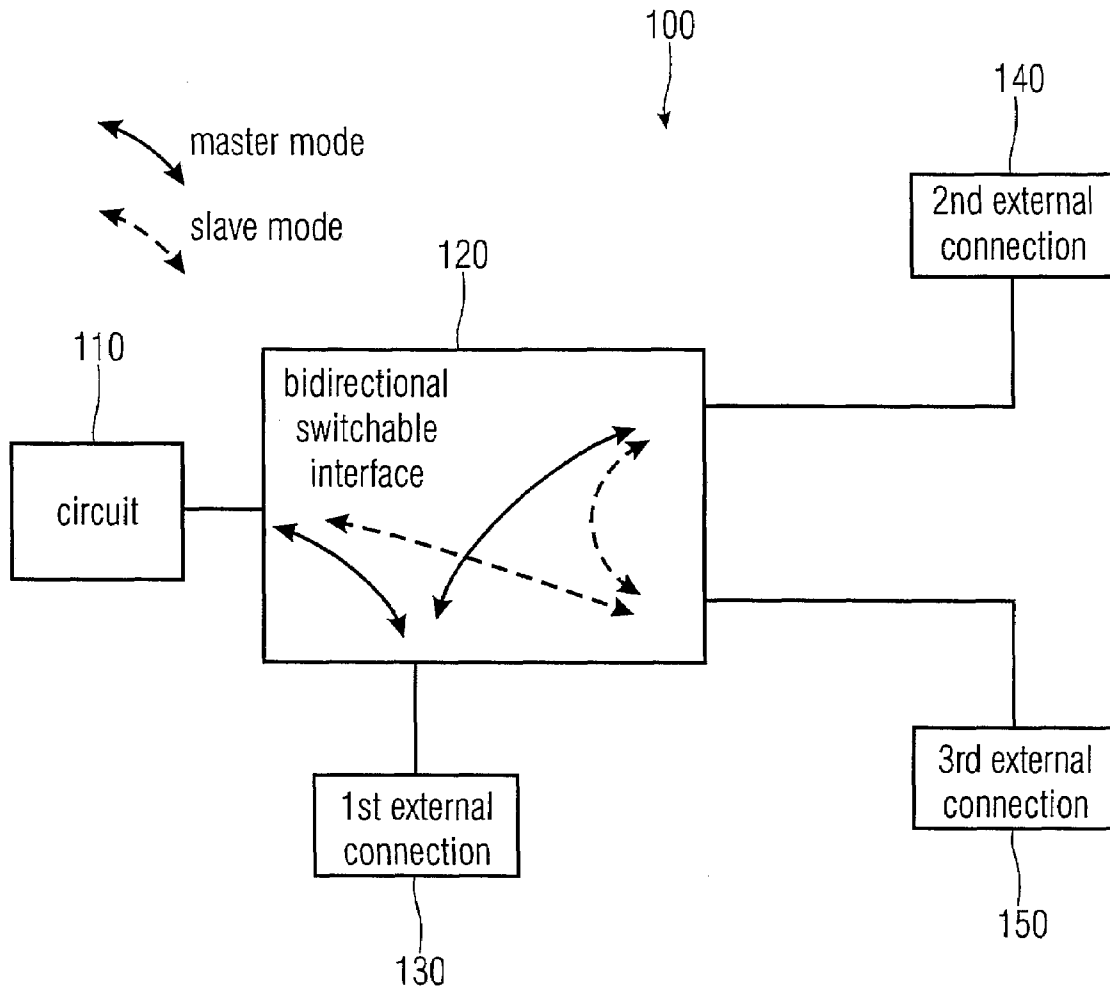 100
140
master mode
slave mode
2nd external
connection
120
110
bidirectional
switchable
interface
circuit
1st external
connection
3rd external
connection
130
150